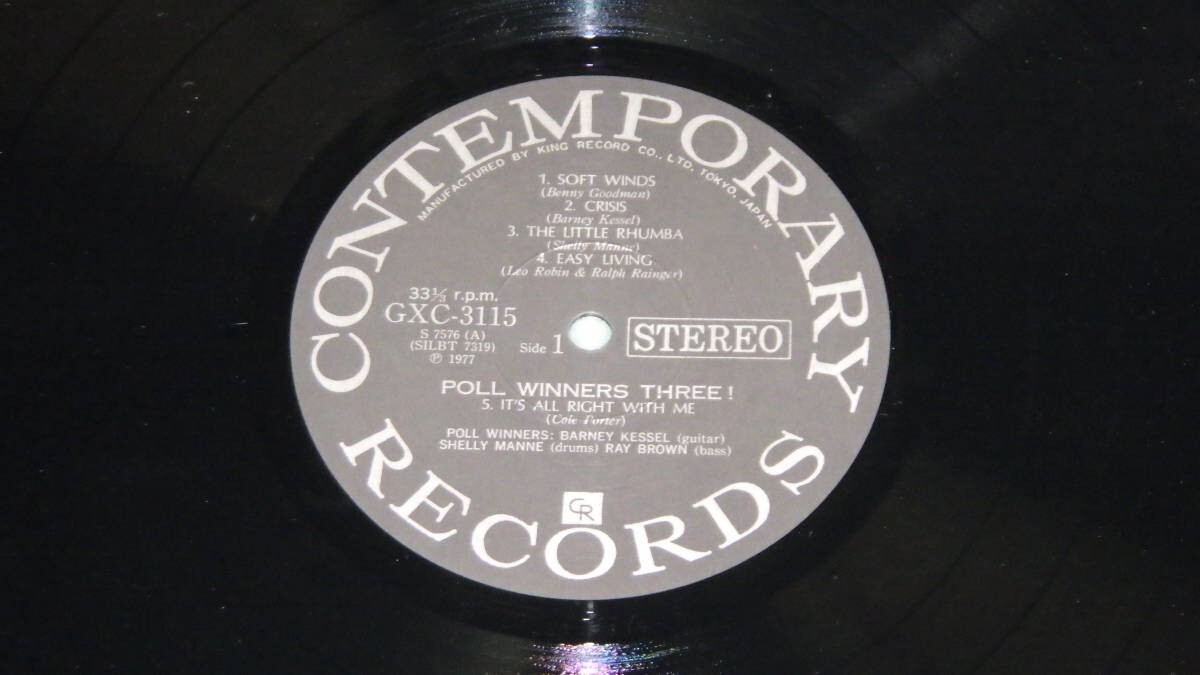 CONTEMPORARY
MANUFACTURED BY KING RECORD CO., LTD. TOKYO, JAPAN
1. SOFT WINDS
(Benny Goodman)
2. CRISIS
(Barney Kessel)
3. THE LITTLE RHUMBA
(Shelly Manne)
4. EASY LIVING
(Leo Robin & Ralph Rainger)
33⅓ r.p.m.
GXC-3115
S 7576 (A)
(SILBT 7319)
Ⓟ 1977
Side 1
STEREO
POLL WINNERS THREE!
5. IT'S ALL RIGHT WITH ME
(Cole Porter)
POLL WINNERS: BARNEY KESSEL (guitar)
SHELLY MANNE (drums) RAY BROWN (bass)
CR
RECORDS